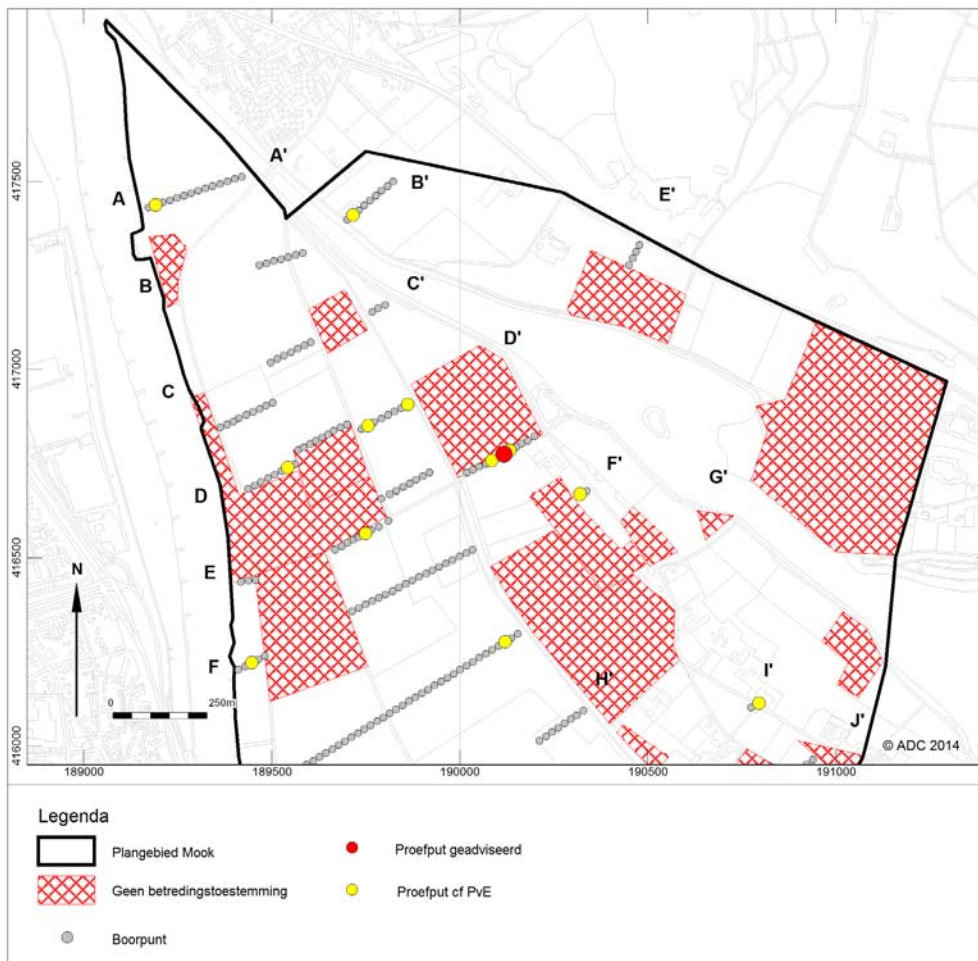 A'
B'
E'
417500
A
B
C'
D'
417000
C
F'
G'
D
416500
N
E
F
H'
I'
0
250m
J'
416000
© ADC 2014
189000
189500
190000
190500
191000
Legenda
Plangebied Mook
Proefput geadviseerd
Geen betredingstoestemming
Proefput cf PvE
Boorpunt